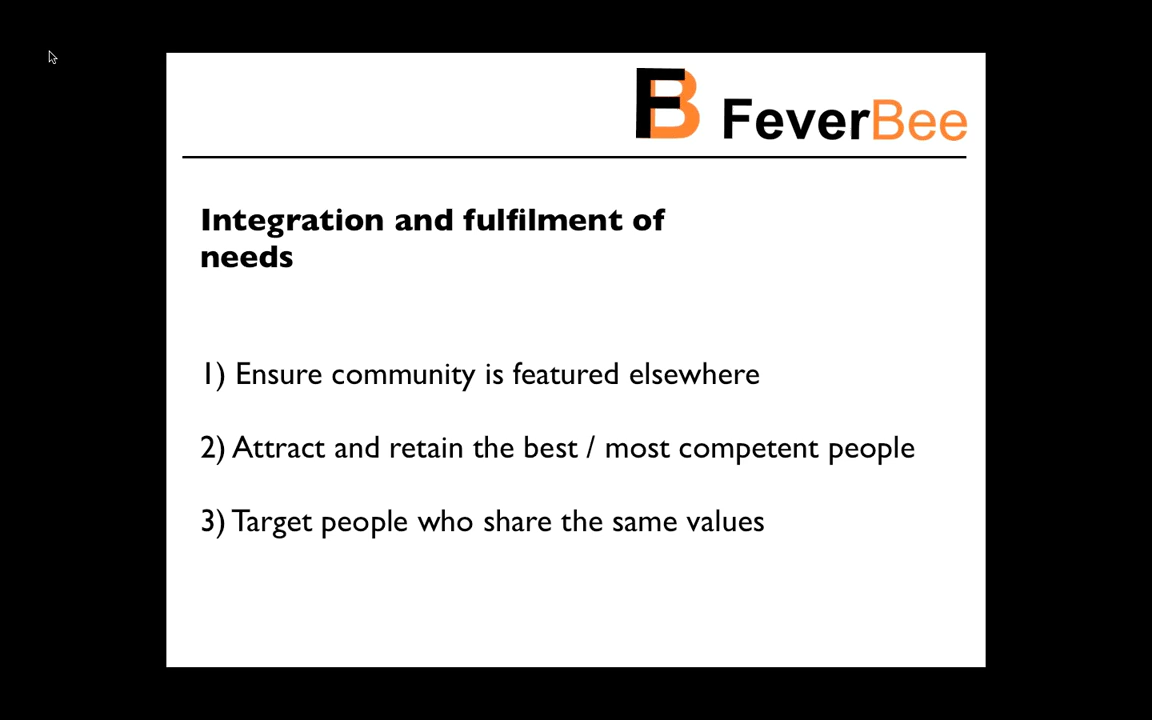 FB FeverBee
Integration and fulfilment of
needs
1) Ensure community is featured elsewhere
2) Attract and retain the best / most competent people
3) Target people who share the same values